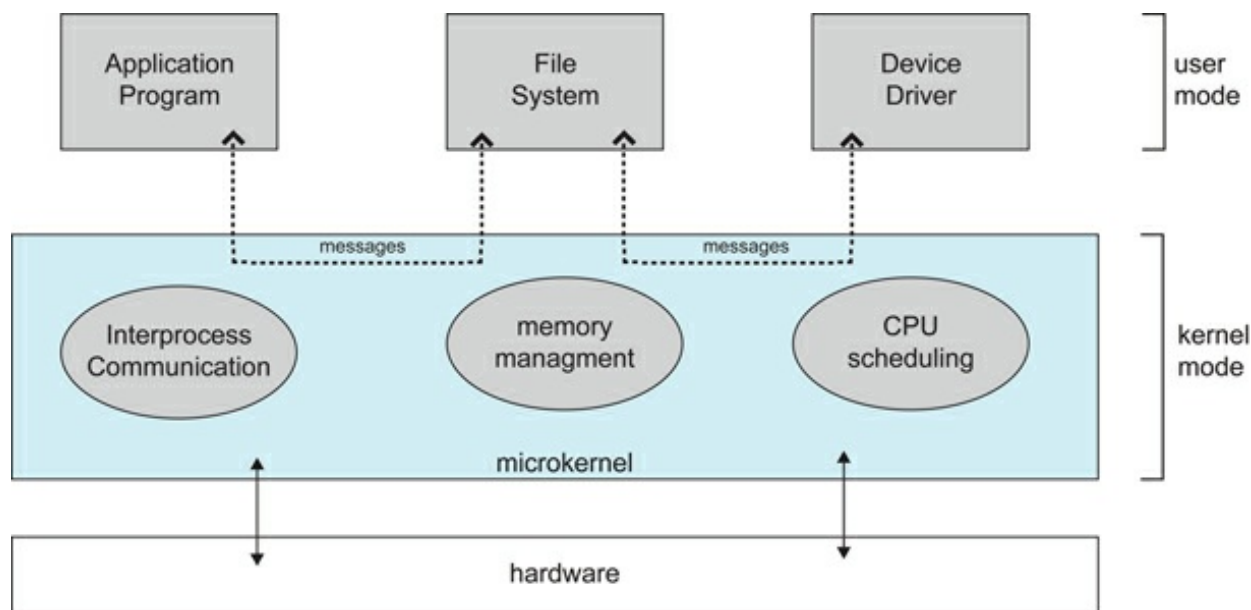 Application
Program
File
System
Device
Driver
user
mode
messages
messages
Interprocess
Communication
memory
managment
CPU
scheduling
kernel
mode
microkernel
hardware